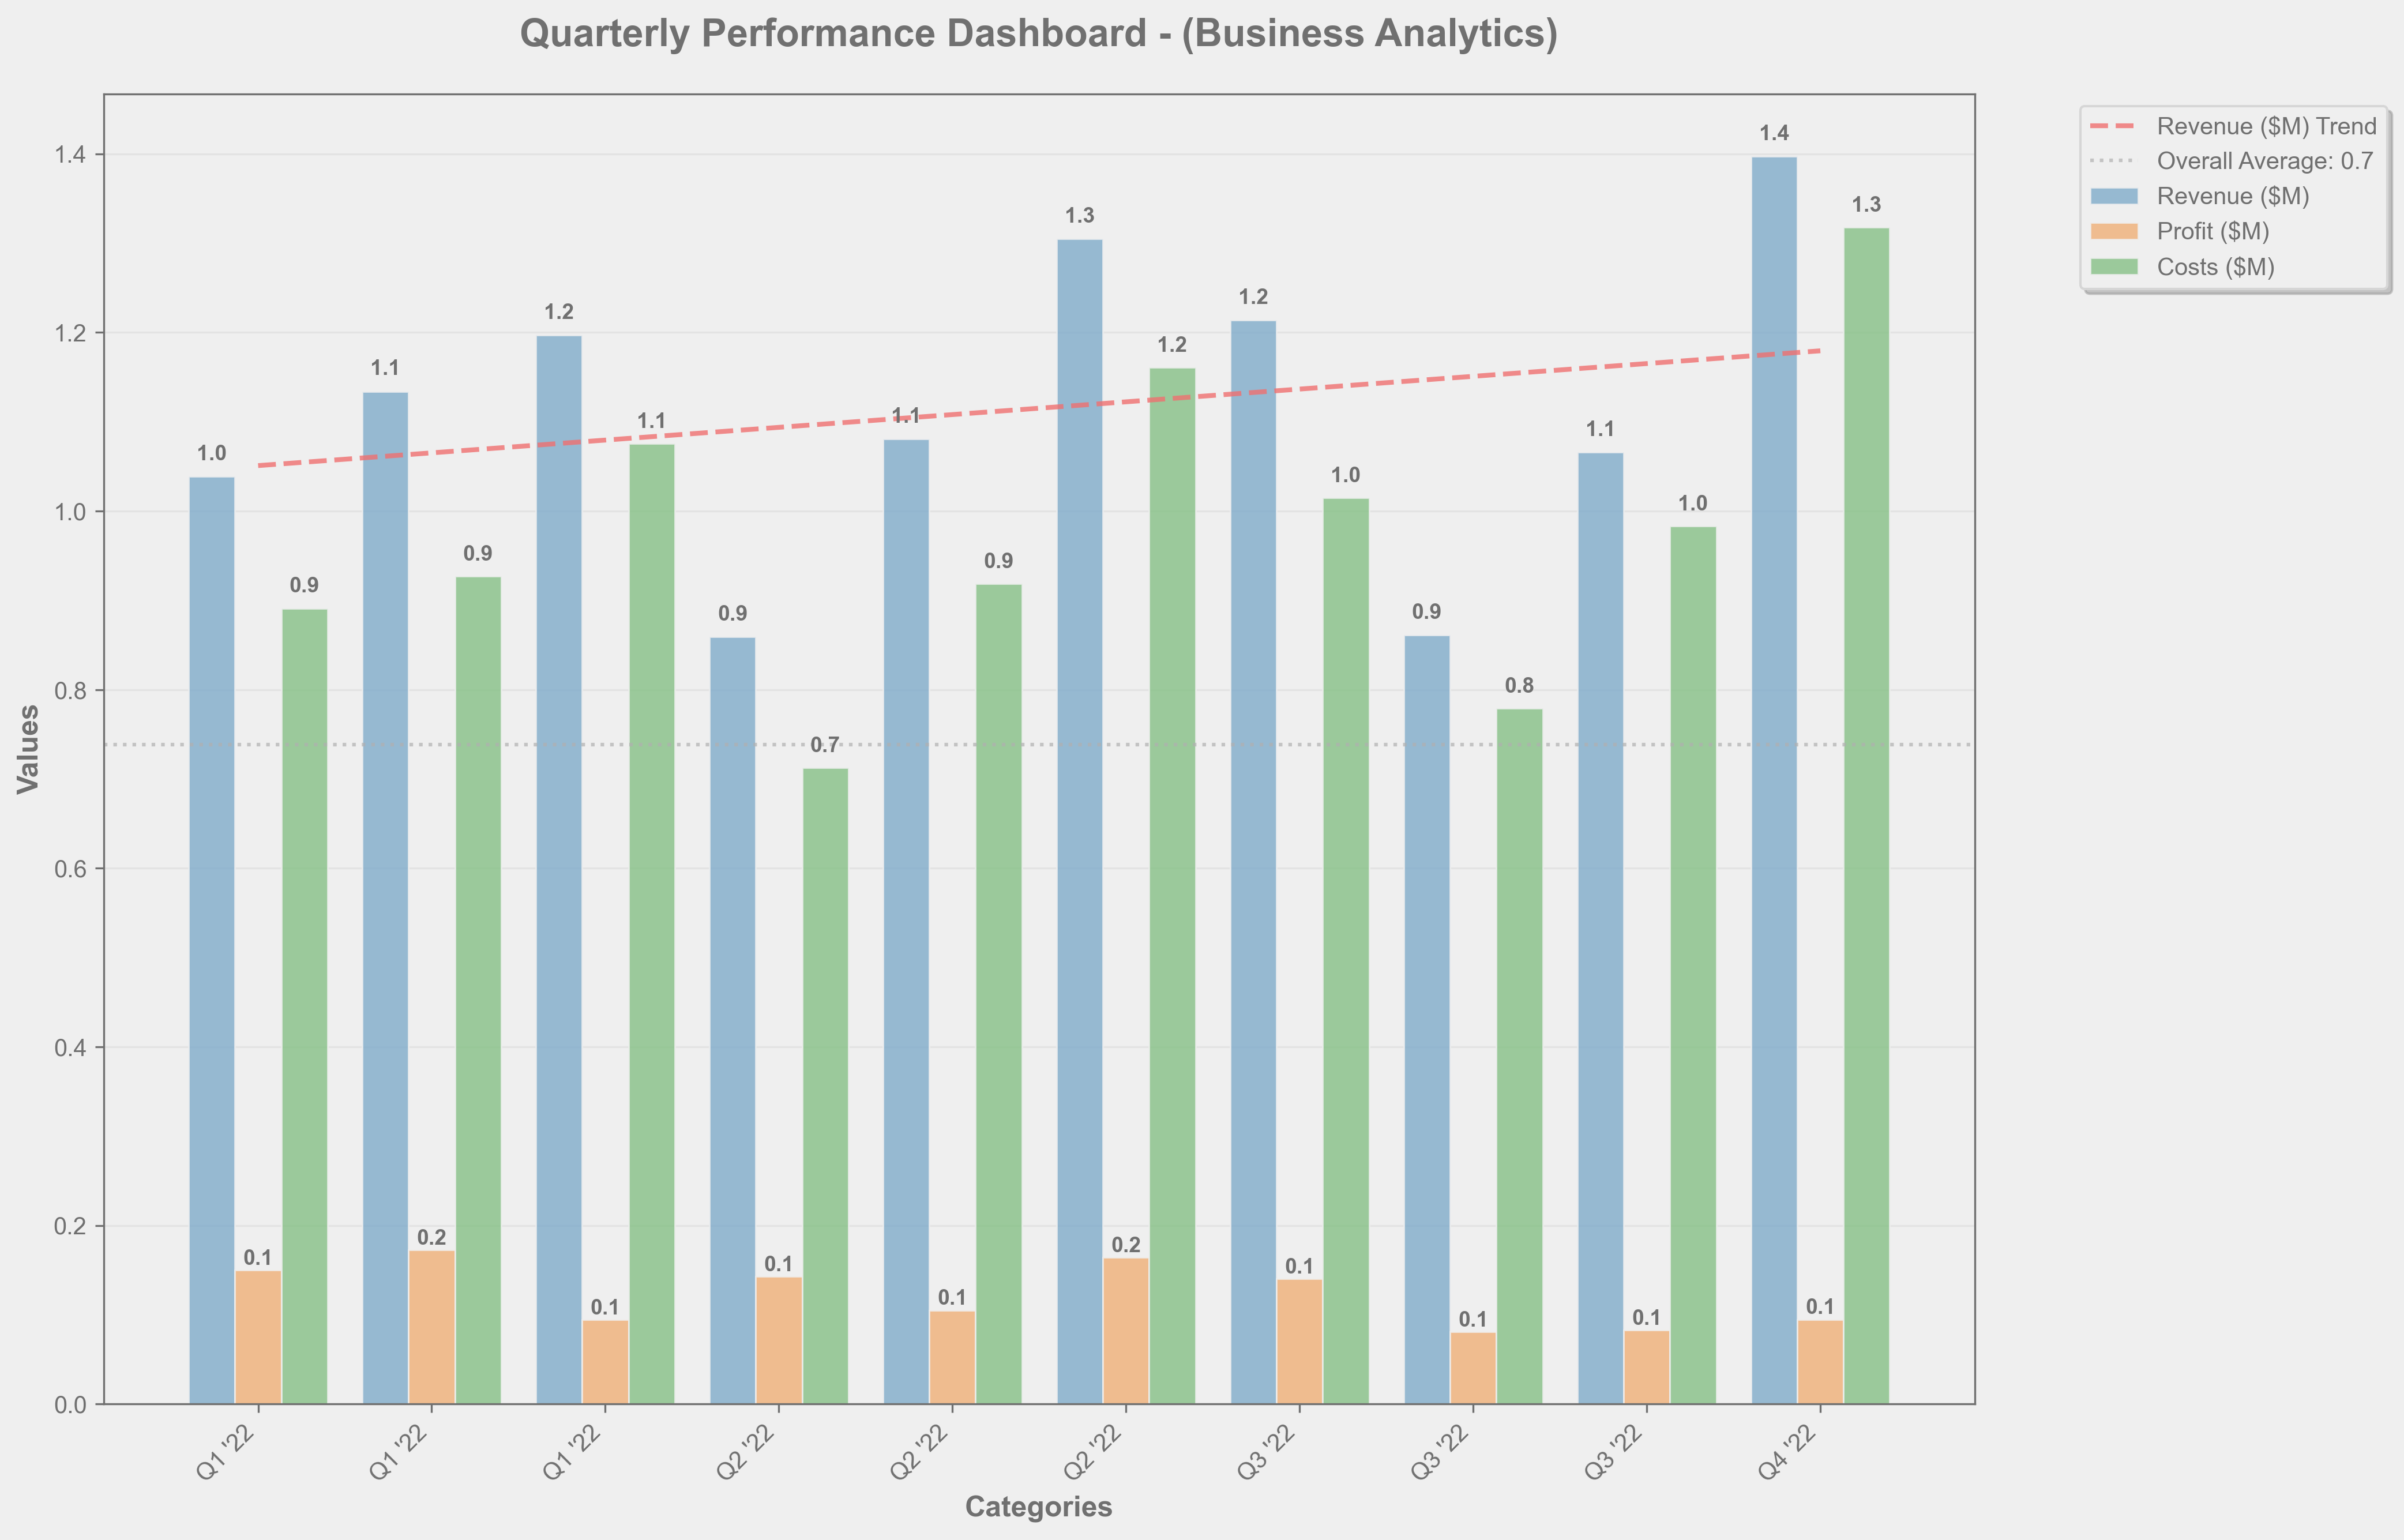 Quarterly Performance Dashboard - (Business Analytics)
Revenue ($M) Trend
Overall Average: 0.7
Revenue ($M)
Profit ($M)
Costs ($M)
Values
1.4
1.2
1.0
0.8
0.6
0.4
0.2
0.0
1.0
0.1
0.9
1.1
0.2
0.9
1.2
0.1
1.1
0.9
0.1
0.7
1.1
0.1
0.9
1.3
0.2
1.2
1.2
0.1
1.0
0.9
0.1
0.8
1.1
0.1
1.0
1.4
0.1
1.3
Q1 '22
Q1 '22
Q1 '22
Q2 '22
Q2 '22
Q2 '22
Q3 '22
Q3 '22
Q3 '22
Q4 '22
Categories